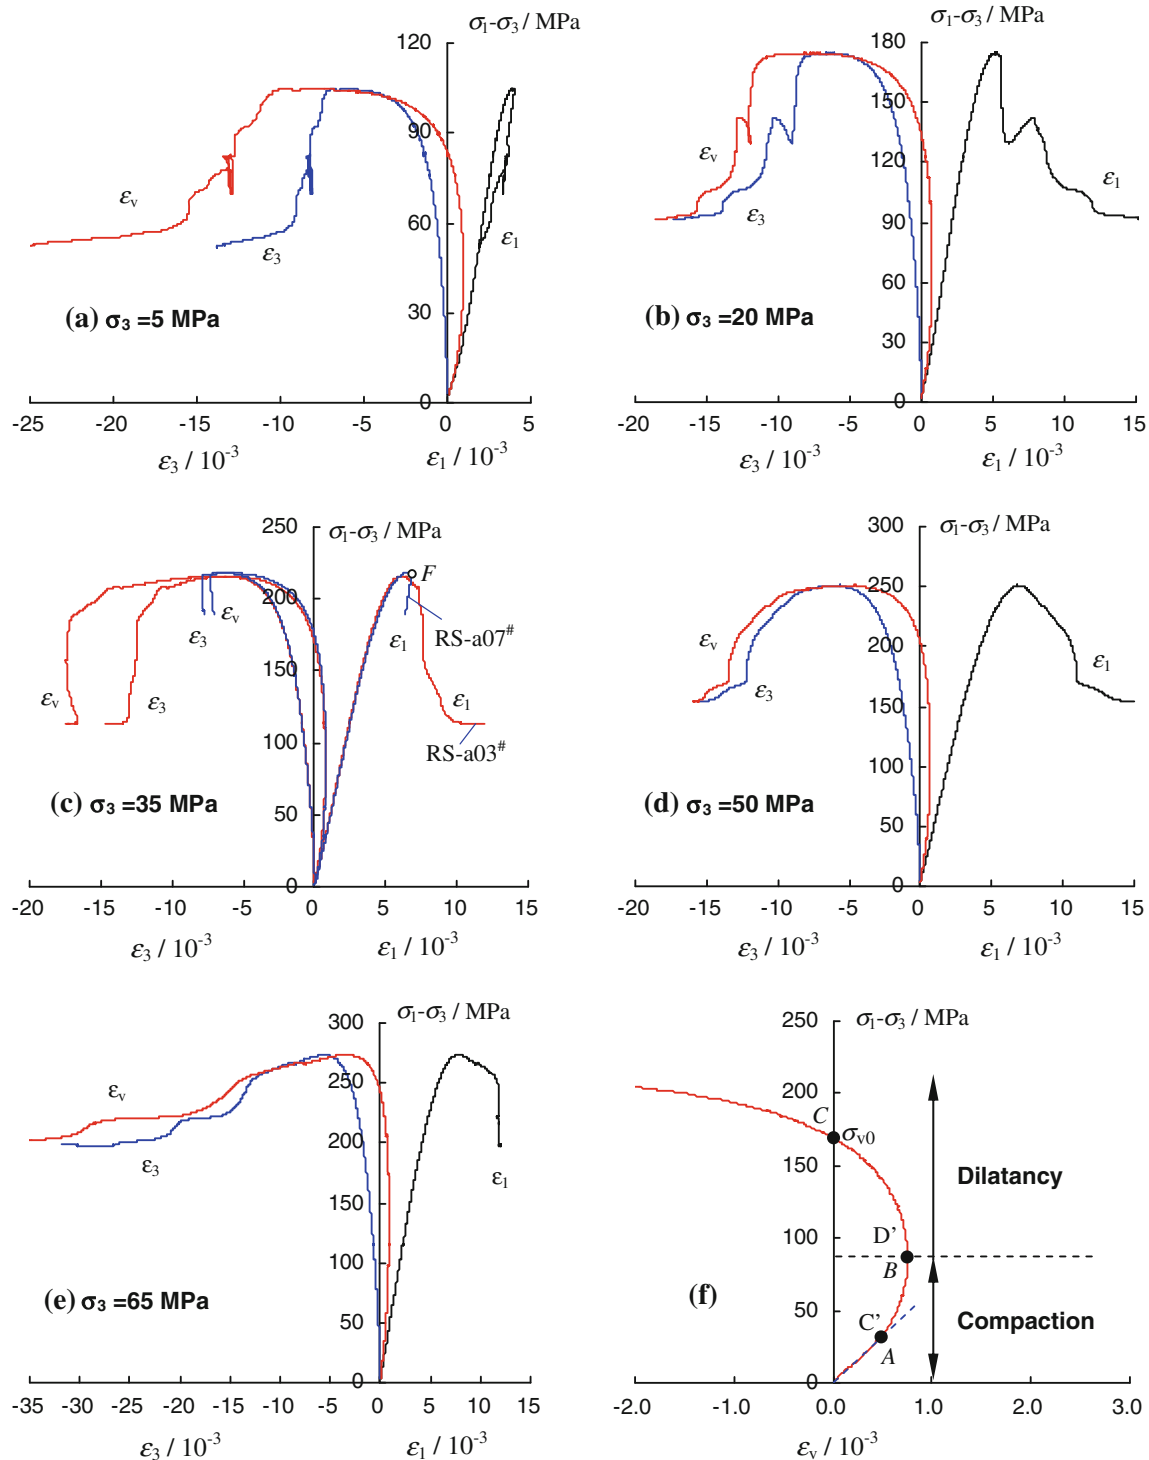 σ1-σ3 / MPa
120
90
60
30
0
εv
ε3
ε1
(a) σ3 =5 MPa
-25 -20 -15 -10 -5 0 5
ε3 / 10-3 ε1 / 10-3
σ1-σ3 / MPa
180
150
120
90
60
30
0
εv
ε3
ε1
(b) σ3 =20 MPa
-20 -15 -10 -5 0 5 10 15
ε3 / 10-3 ε1 / 10-3
250
σ1-σ3 / MPa
200
150
100
50
0
F
ε3 εv
ε1
RS-a07#
εv ε3
ε1
RS-a03#
(c) σ3 =35 MPa
-20 -15 -10 -5 0 5 10 15
ε3 / 10-3 ε1 / 10-3
300
σ1-σ3 / MPa
250
200
150
100
50
0
εv
ε3
ε1
(d) σ3 =50 MPa
-20 -15 -10 -5 0 5 10 15
ε3 / 10-3 ε1 / 10-3
σ1-σ3 / MPa
300
250
200
150
100
50
0
εv
ε3
ε1
(e) σ3 =65 MPa
-35 -30 -25 -20 -15 -10 -5 0 5 10 15
ε3 / 10-3 ε1 / 10-3
250 σ1-σ3 / MPa
200
150
100
50
0
C
σv0
Dilatancy
D'
B
(f)
C'
A
Compaction
-2.0 -1.0 0.0 1.0 2.0 3.0
εv / 10-3